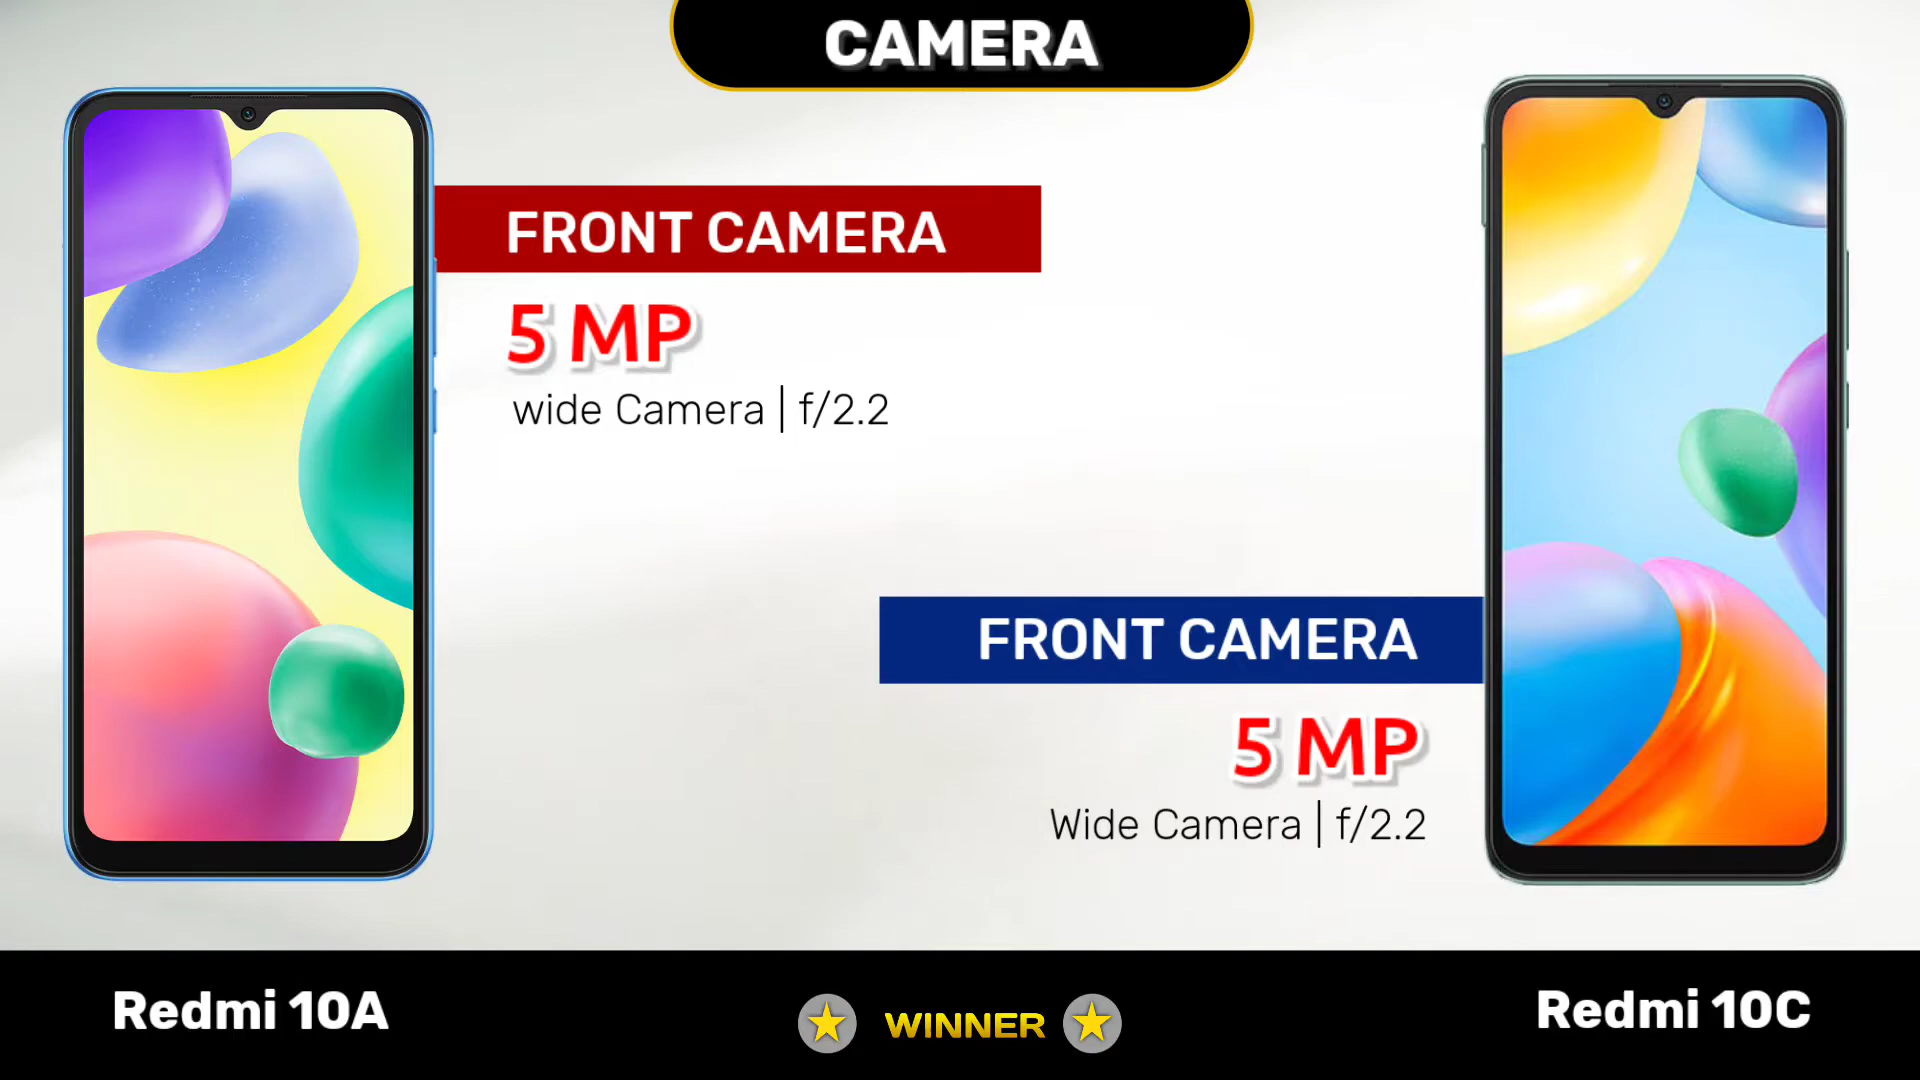 CAMERA
FRONT CAMERA
5 MP
wide Camera | f/2.2
FRONT CAMERA
5 MP
Wide Camera | f/2.2
Redmi 10A
WINNER
Redmi 10C